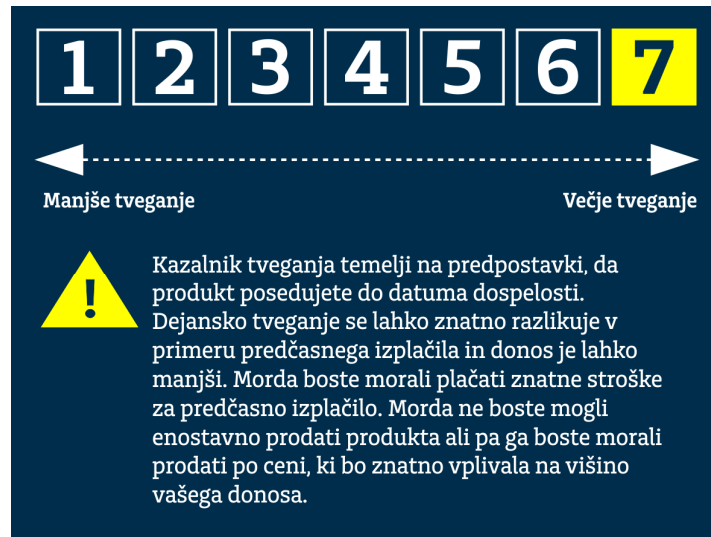 1 2 3 4 5 6 7
Manjše tveganje Večje tveganje
Kazalnik tveganja temelji na predpostavki, da
produkt posedujete do datuma dospelosti.
Dejansko tveganje se lahko znatno razlikuje v
primeru predčasnega izplačila in donos je lahko
manjši. Morda boste morali plačati znatne stroške
za predčasno izplačilo. Morda ne boste mogli
enostavno prodati produkta ali pa ga boste morali
prodati po ceni, ki bo znatno vplivala na višino
vašega donosa.